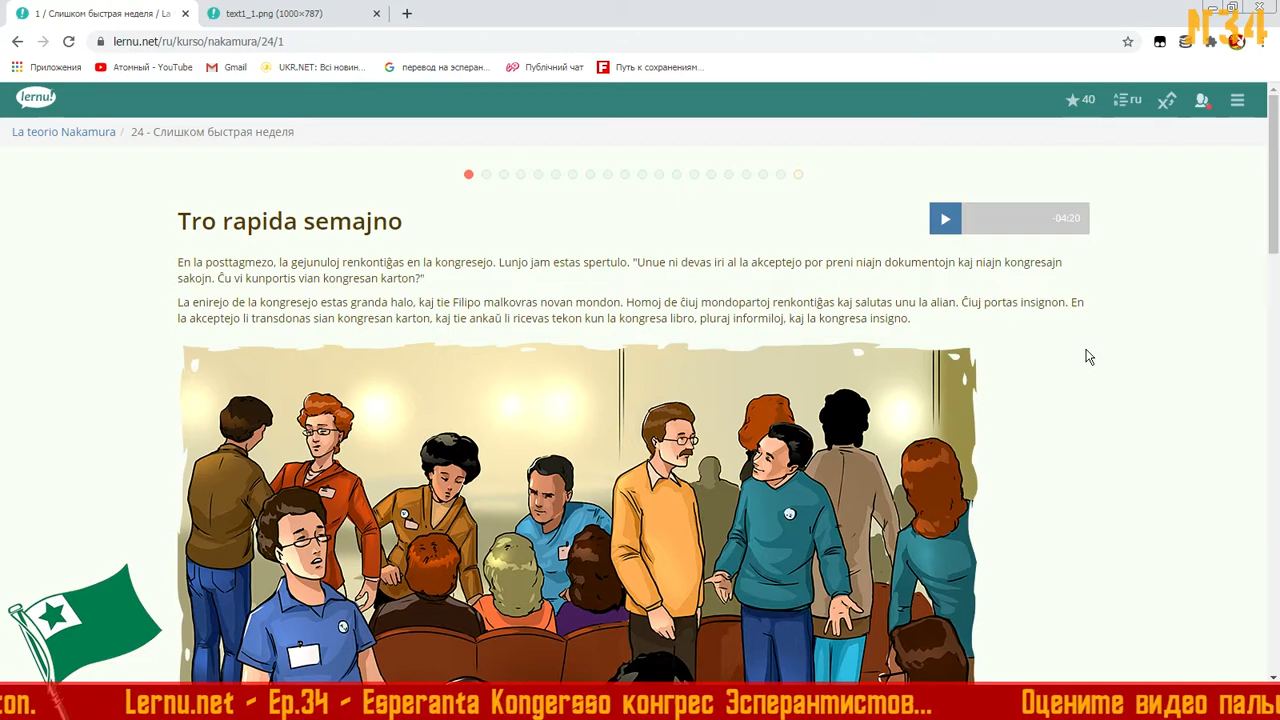 1 / Слишком быстрая неделя / La
text1_1.png (1000×787)
N°34
lernu.net/ru/kurso/nakamura/24/1
Приложения
Атомный - YouTube
Gmail
UKR.NET: Всі новин...
перевод на эсперан...
Публічний чат
Путь к сохранениям...
lernu!
40
ru
La teorio Nakamura / 24 - Слишком быстрая неделя
Tro rapida semajno
-04:20
En la posttagmezo, la gejunuloj renkontiĝas en la kongresejo. Lunjo jam estas spertulo. "Unue ni devas iri al la akceptejo por preni niajn dokumentojn kaj niajn kongresajn
sakojn. Ĉu vi kunportis vian kongresan karton?"
La enirejo de la kongresejo estas granda halo, kaj tie Filipo malkovras novan mondon. Homoj de ĉiuj mondopartoj renkontiĝas kaj salutas unu la alian. Ĉiuj portas insignon. En
la akceptejo li transdonas sian kongresan karton, kaj tie ankaŭ li ricevas tekon kun la kongresa libro, pluraj informiloj, kaj la kongresa insigno.
ton.
Lernu.net - Ep.34 - Esperanta Kongersso конгрес Эсперантистов...
Оцените видео паль